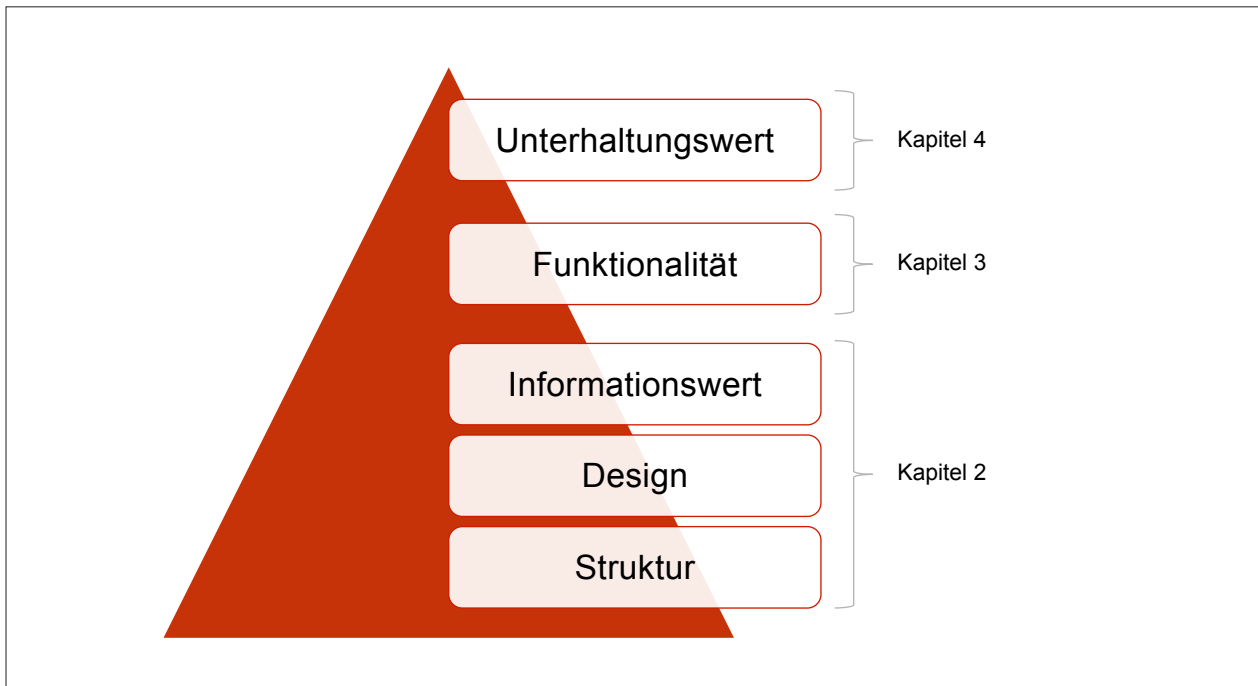 Unterhaltungswert
Kapitel 4
Funktionalität
Kapitel 3
Informationswert
Design
Kapitel 2
Struktur